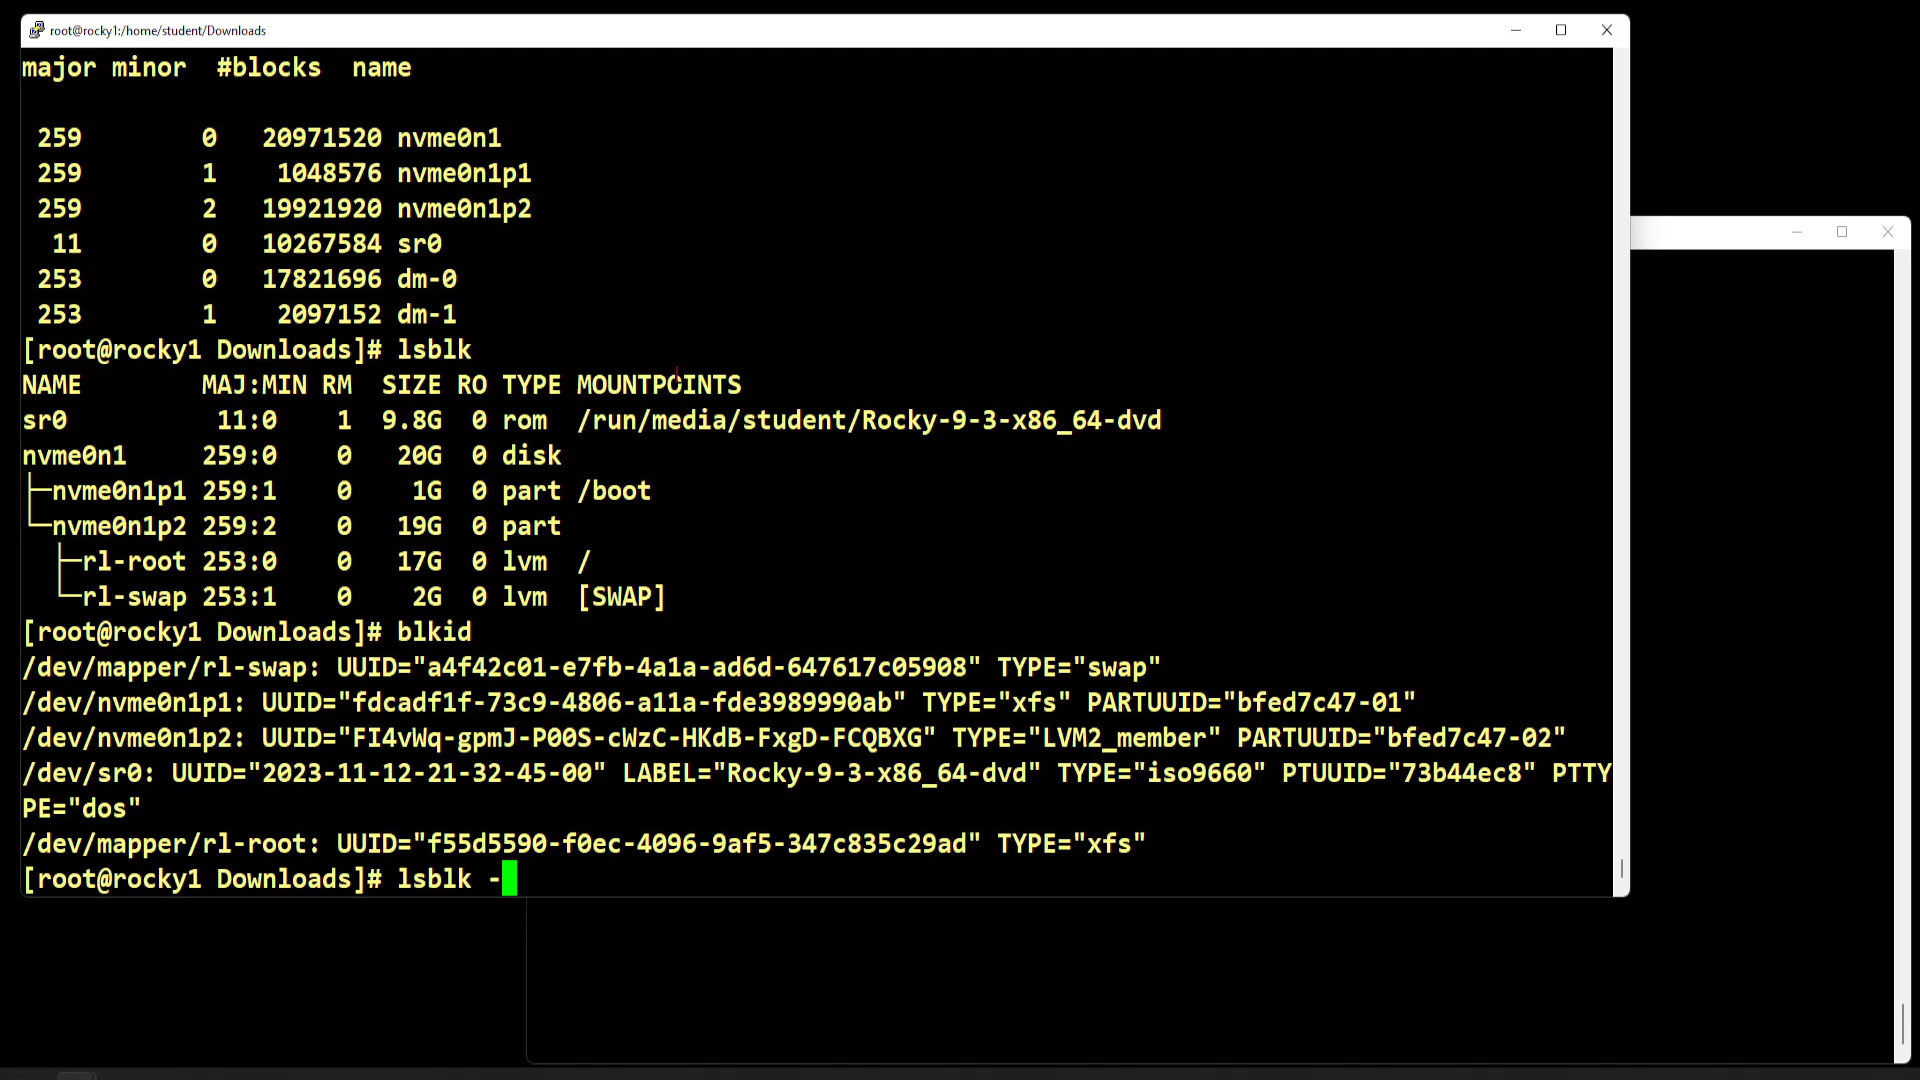 root@rocky1:/home/student/Downloads
major minor  #blocks  name
 259        0   20971520 nvme0n1
 259        1    1048576 nvme0n1p1
 259        2   19921920 nvme0n1p2
  11        0   10267584 sr0
 253        0   17821696 dm-0
 253        1    2097152 dm-1
[root@rocky1 Downloads]# lsblk
NAME        MAJ:MIN RM  SIZE RO TYPE MOUNTPOINTS
sr0          11:0    1  9.8G  0 rom  /run/media/student/Rocky-9-3-x86_64-dvd
nvme0n1     259:0    0   20G  0 disk
├─nvme0n1p1 259:1    0    1G  0 part /boot
└─nvme0n1p2 259:2    0   19G  0 part
  ├─rl-root 253:0    0   17G  0 lvm  /
  └─rl-swap 253:1    0    2G  0 lvm  [SWAP]
[root@rocky1 Downloads]# blkid
/dev/mapper/rl-swap: UUID="a4f42c01-e7fb-4a1a-ad6d-647617c05908" TYPE="swap"
/dev/nvme0n1p1: UUID="fdcadf1f-73c9-4806-a11a-fde3989990ab" TYPE="xfs" PARTUUID="bfed7c47-01"
/dev/nvme0n1p2: UUID="FI4vWq-gpmJ-P00S-cWzC-HKdB-FxgD-FCQBXG" TYPE="LVM2_member" PARTUUID="bfed7c47-02"
/dev/sr0: UUID="2023-11-12-21-32-45-00" LABEL="Rocky-9-3-x86_64-dvd" TYPE="iso9660" PTUUID="73b44ec8" PTTY
PE="dos"
/dev/mapper/rl-root: UUID="f55d5590-f0ec-4096-9af5-347c835c29ad" TYPE="xfs"
[root@rocky1 Downloads]# lsblk -